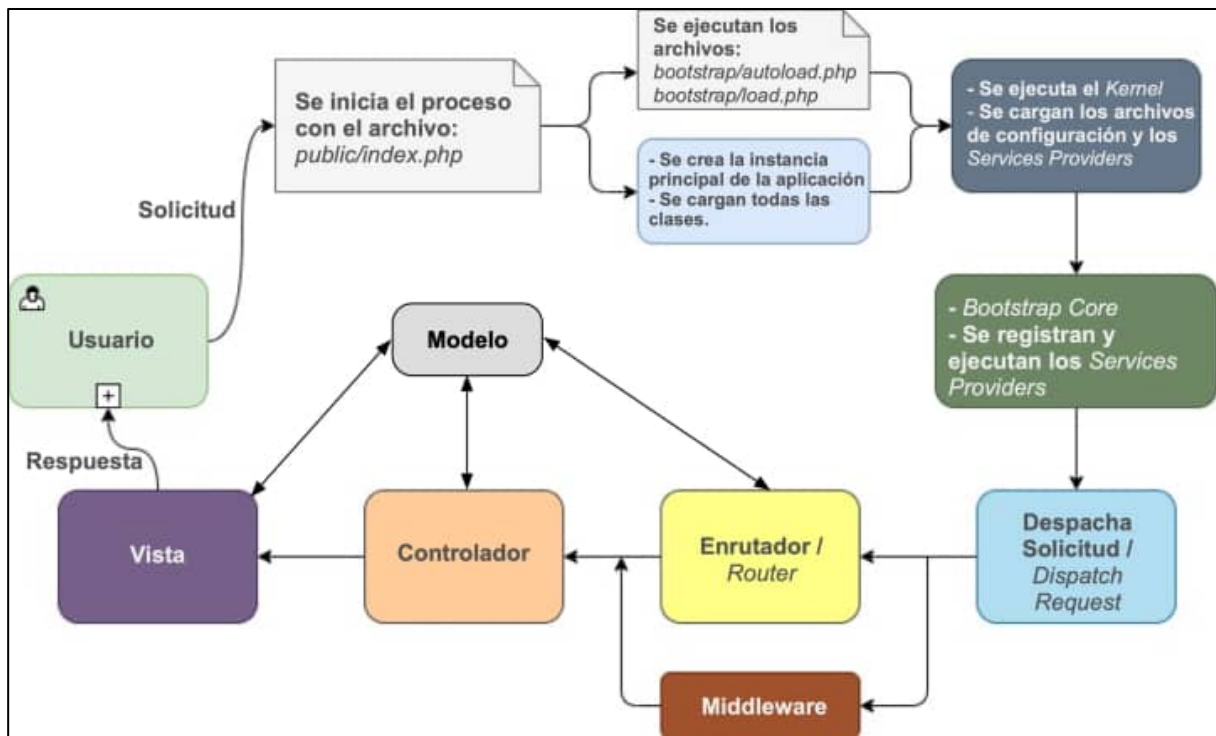 Se inicia el proceso
con el archivo:
public/index.php
Se ejecutan los
archivos:
bootstrap/autoload.php
bootstrap/load.php
- Se crea la instancia
principal de la aplicación
- Se cargan todas las
clases.
- Se ejecuta el Kernel
- Se cargan los archivos
de configuración y los
Services Providers
Solicitud
Usuario
+
Respuesta
Modelo
- Bootstrap Core
- Se registran y
ejecutan los Services
Providers
Vista
Controlador
Enrutador /
Router
Despacha
Solicitud /
Dispatch
Request
Middleware